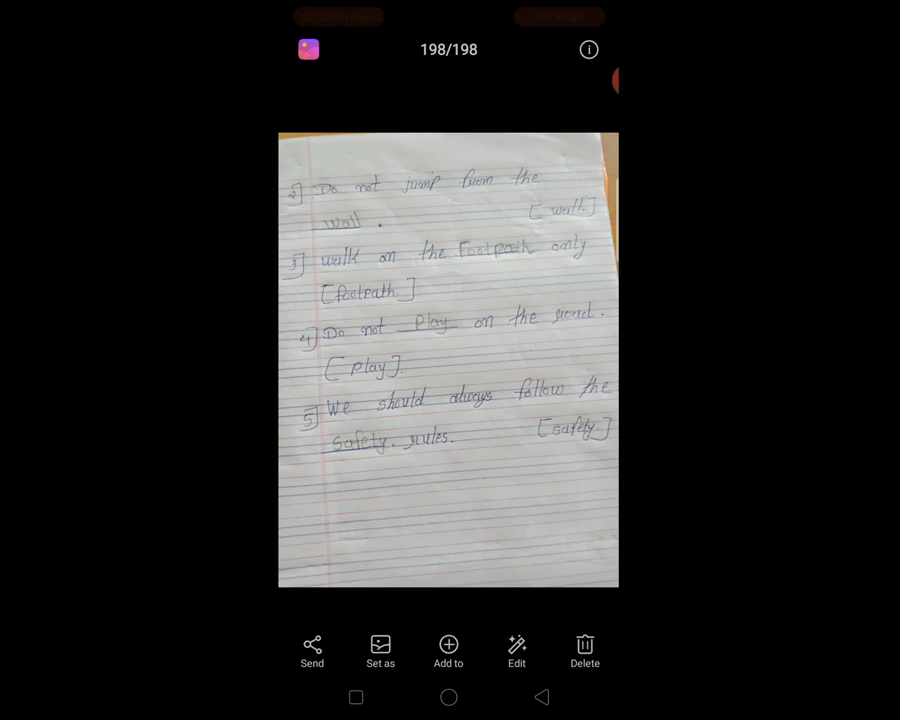 198/198
2] Do not jump from the
wall .
[wall.]
3] walk on the Footpath only
[footpath.]
4] Do not play on the road.
[play].
5] We should always follow the
safety. rules.
[safety.]
Send
Set as
Add to
Edit
Delete